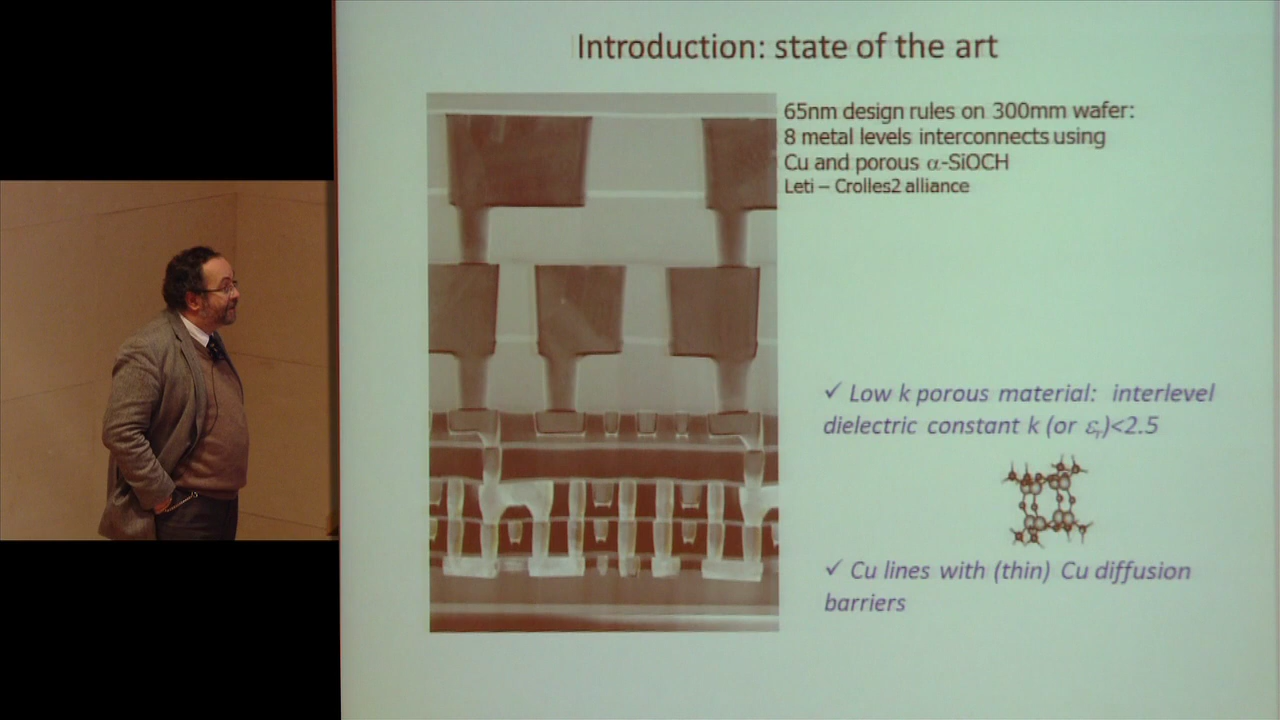 Introduction: state of the art
65nm design rules on 300mm wafer:
8 metal levels interconnects using
Cu and porous α-SiOCH
Leti – Crolles2 alliance
✓ Low k porous material: interlevel
dielectric constant k (or εr)<2.5
✓ Cu lines with (thin) Cu diffusion
barriers